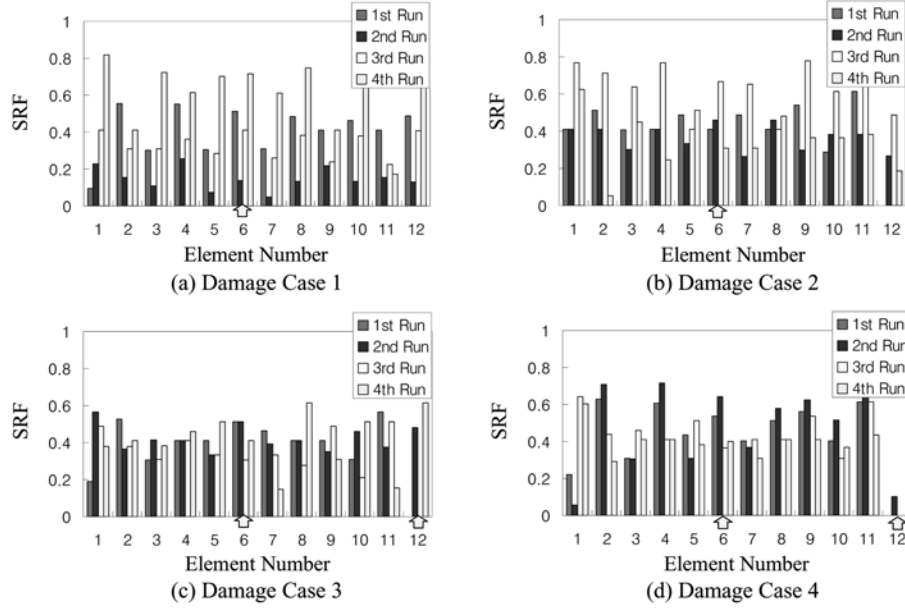 1
0.8
0.6
0.4
0.2
0
SRF
1st Run
2nd Run
3rd Run
4th Run
1 2 3 4 5 6 7 8 9 10 11 12
Element Number
(a) Damage Case 1
1
0.8
0.6
0.4
0.2
0
SRF
1st Run
2nd Run
3rd Run
4th Run
1 2 3 4 5 6 7 8 9 10 11 12
Element Number
(b) Damage Case 2
1
0.8
0.6
0.4
0.2
0
SRF
1st Run
2nd Run
3rd Run
4th Run
1 2 3 4 5 6 7 8 9 10 11 12
Element Number
(c) Damage Case 3
1
0.8
0.6
0.4
0.2
0
SRF
1st Run
2nd Run
3rd Run
4th Run
1 2 3 4 5 6 7 8 9 10 11 12
Element Number
(d) Damage Case 4